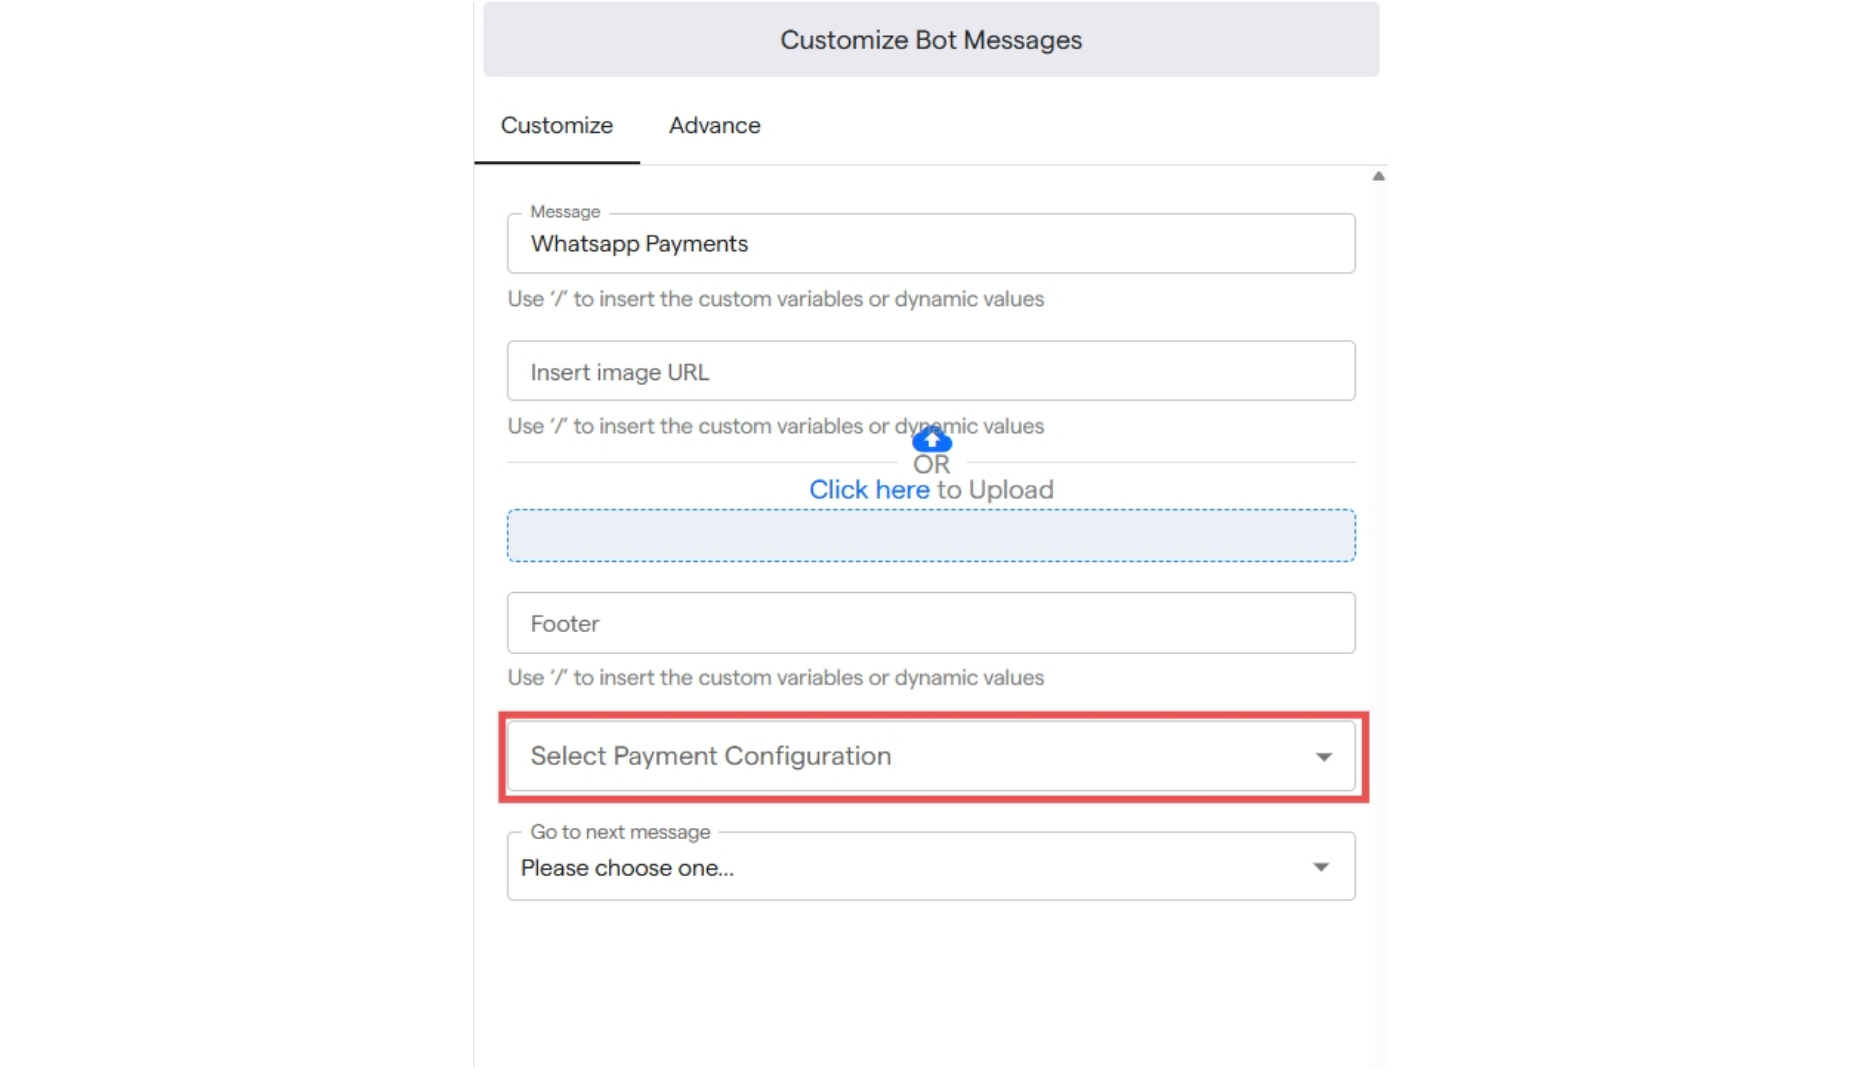 Customize Bot Messages
Customize Advance
Message
Whatsapp Payments
Use ‘/’ to insert the custom variables or dynamic values
Insert image URL
Use ‘/’ to insert the custom variables or dynamic values
OR
Click here to Upload
Footer
Use ‘/’ to insert the custom variables or dynamic values
Select Payment Configuration
Go to next message
Please choose one...